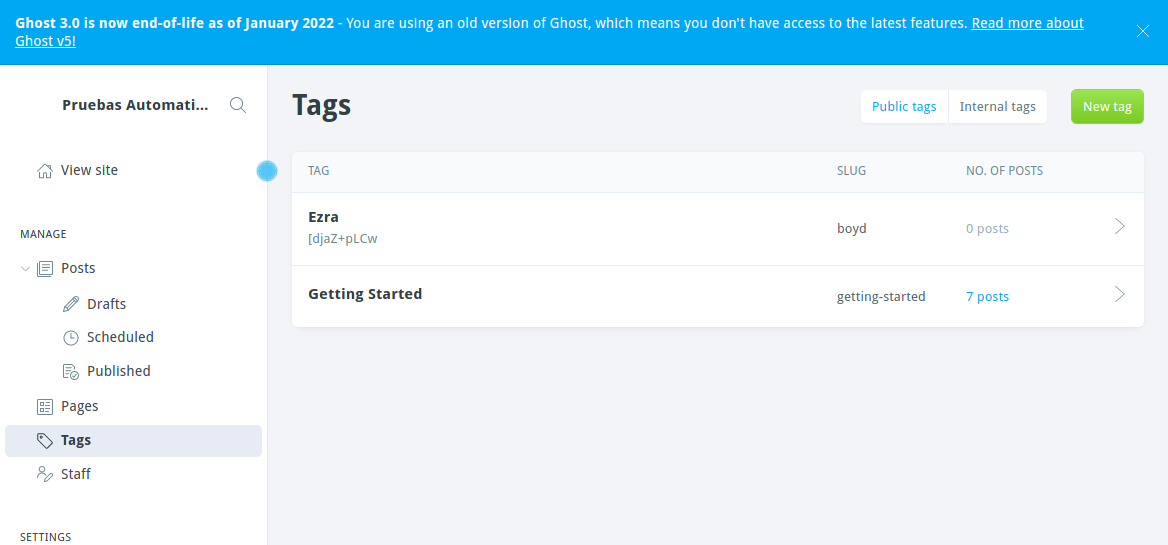 Ghost 3.0 is now end-of-life as of January 2022 - You are using an old version of Ghost, which means you don't have access to the latest features. Read more about
Ghost v5!
Pruebas Automati...
View site
MANAGE
Posts
Drafts
Scheduled
Published
Pages
Tags
Staff
SETTINGS
Tags
Public tags
Internal tags
New tag
TAG SLUG NO. OF POSTS
Ezra
[djaZ+pLCw
boyd
0 posts
Getting Started
getting-started
7 posts